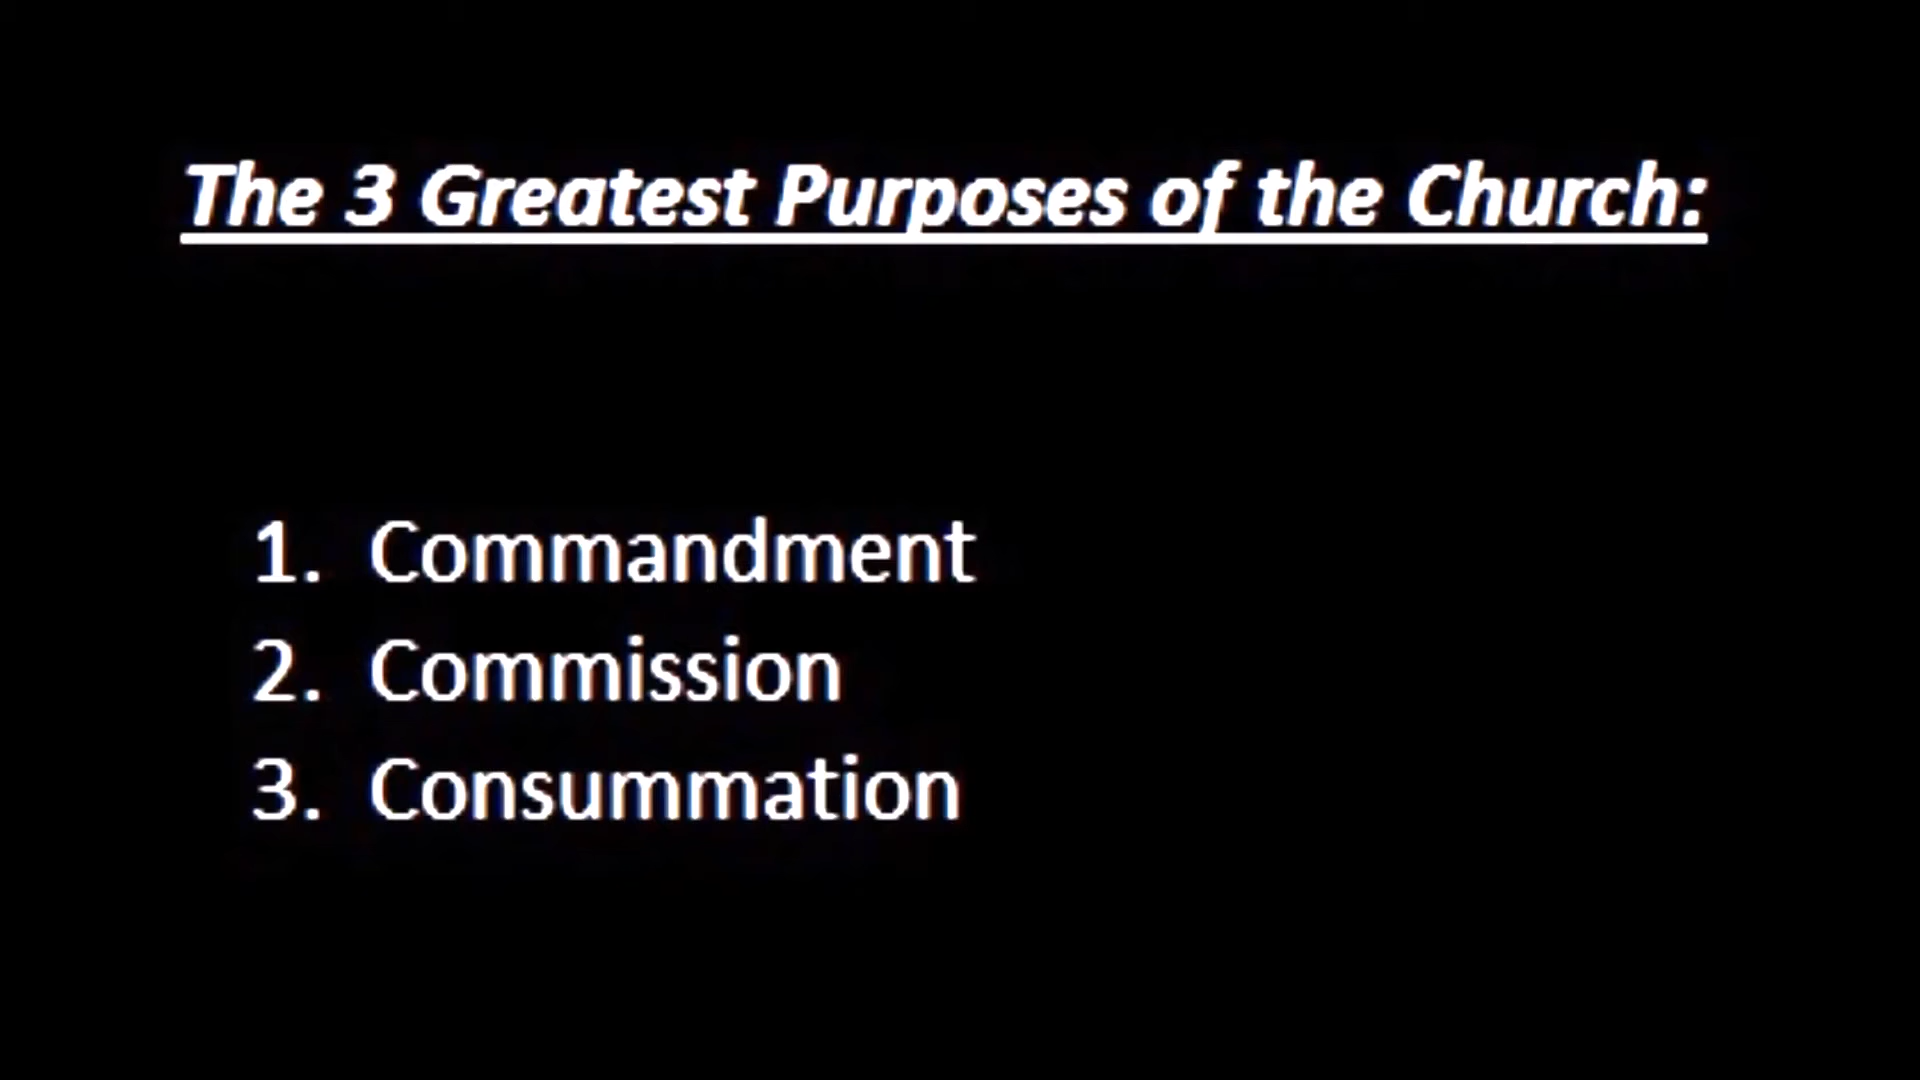 The 3 Greatest Purposes of the Church:
1. Commandment
2. Commission
3. Consummation